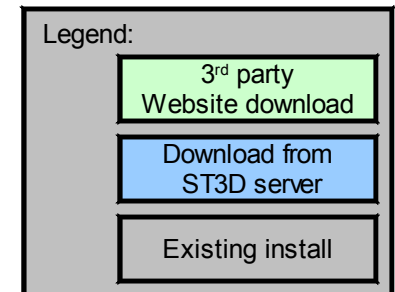 Legend:
3rd party
Website download
Download from
ST3D server
Existing install